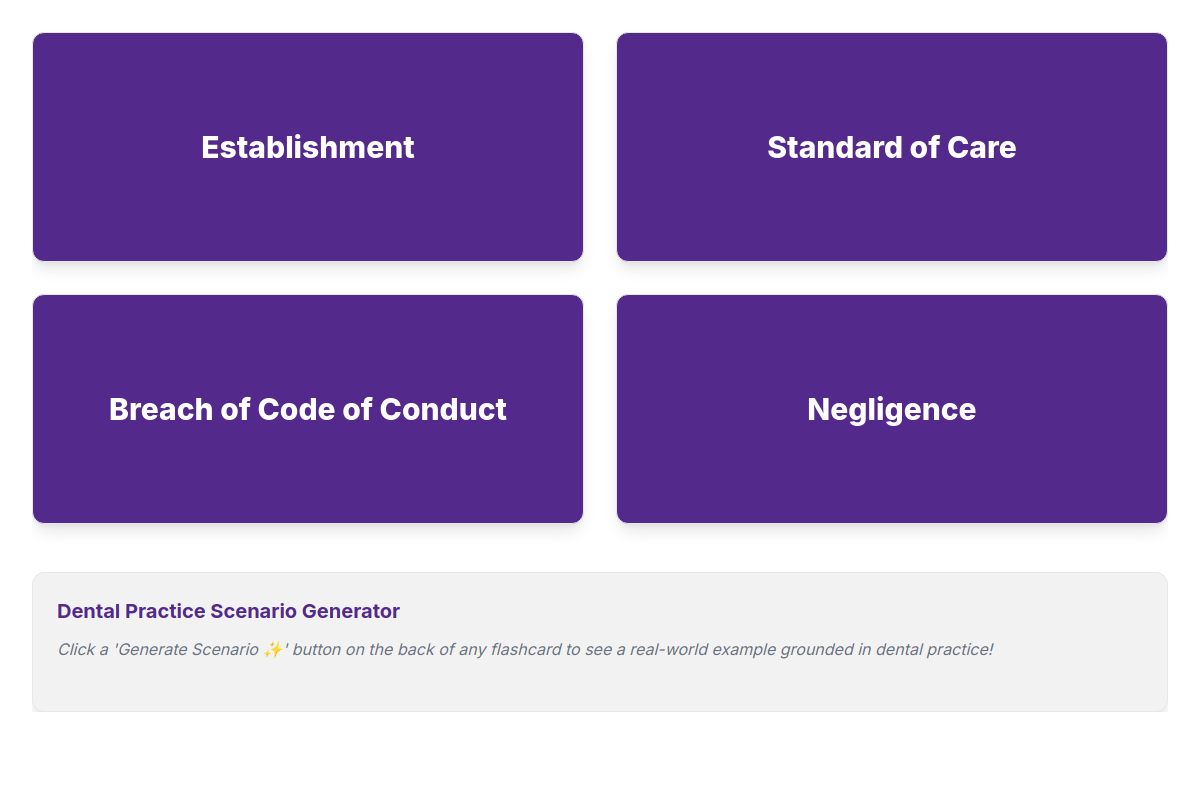 Establishment
Standard of Care
Breach of Code of Conduct
Negligence
Dental Practice Scenario Generator
Click a 'Generate Scenario ✨' button on the back of any flashcard to see a real-world example grounded in dental practice!